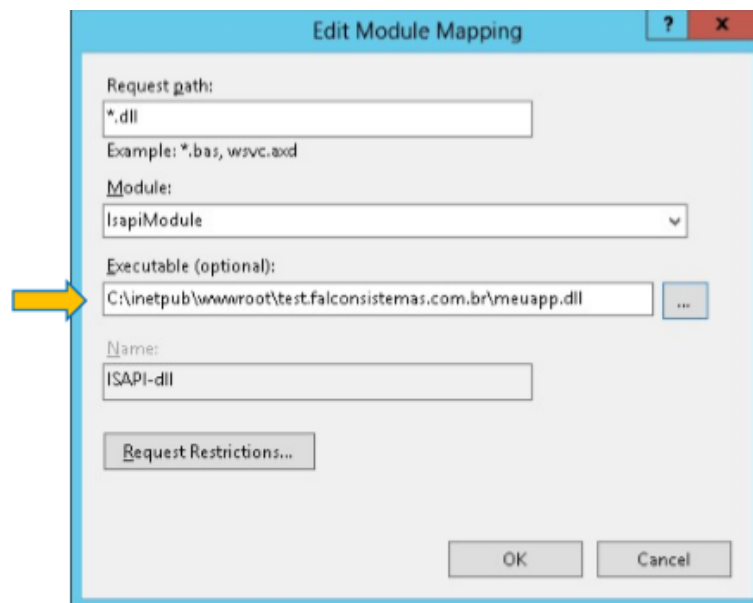 Edit Module Mapping
?
x
Request path:
*.dll
Example: *.bas, wsvc.axd
Module:
IsapiModule
Executable (optional):
C:\inetpub\wwwroot\test.falconsistemas.com.br\meuapp.dll
...
Name:
ISAPI-dll
Request Restrictions...
OK
Cancel